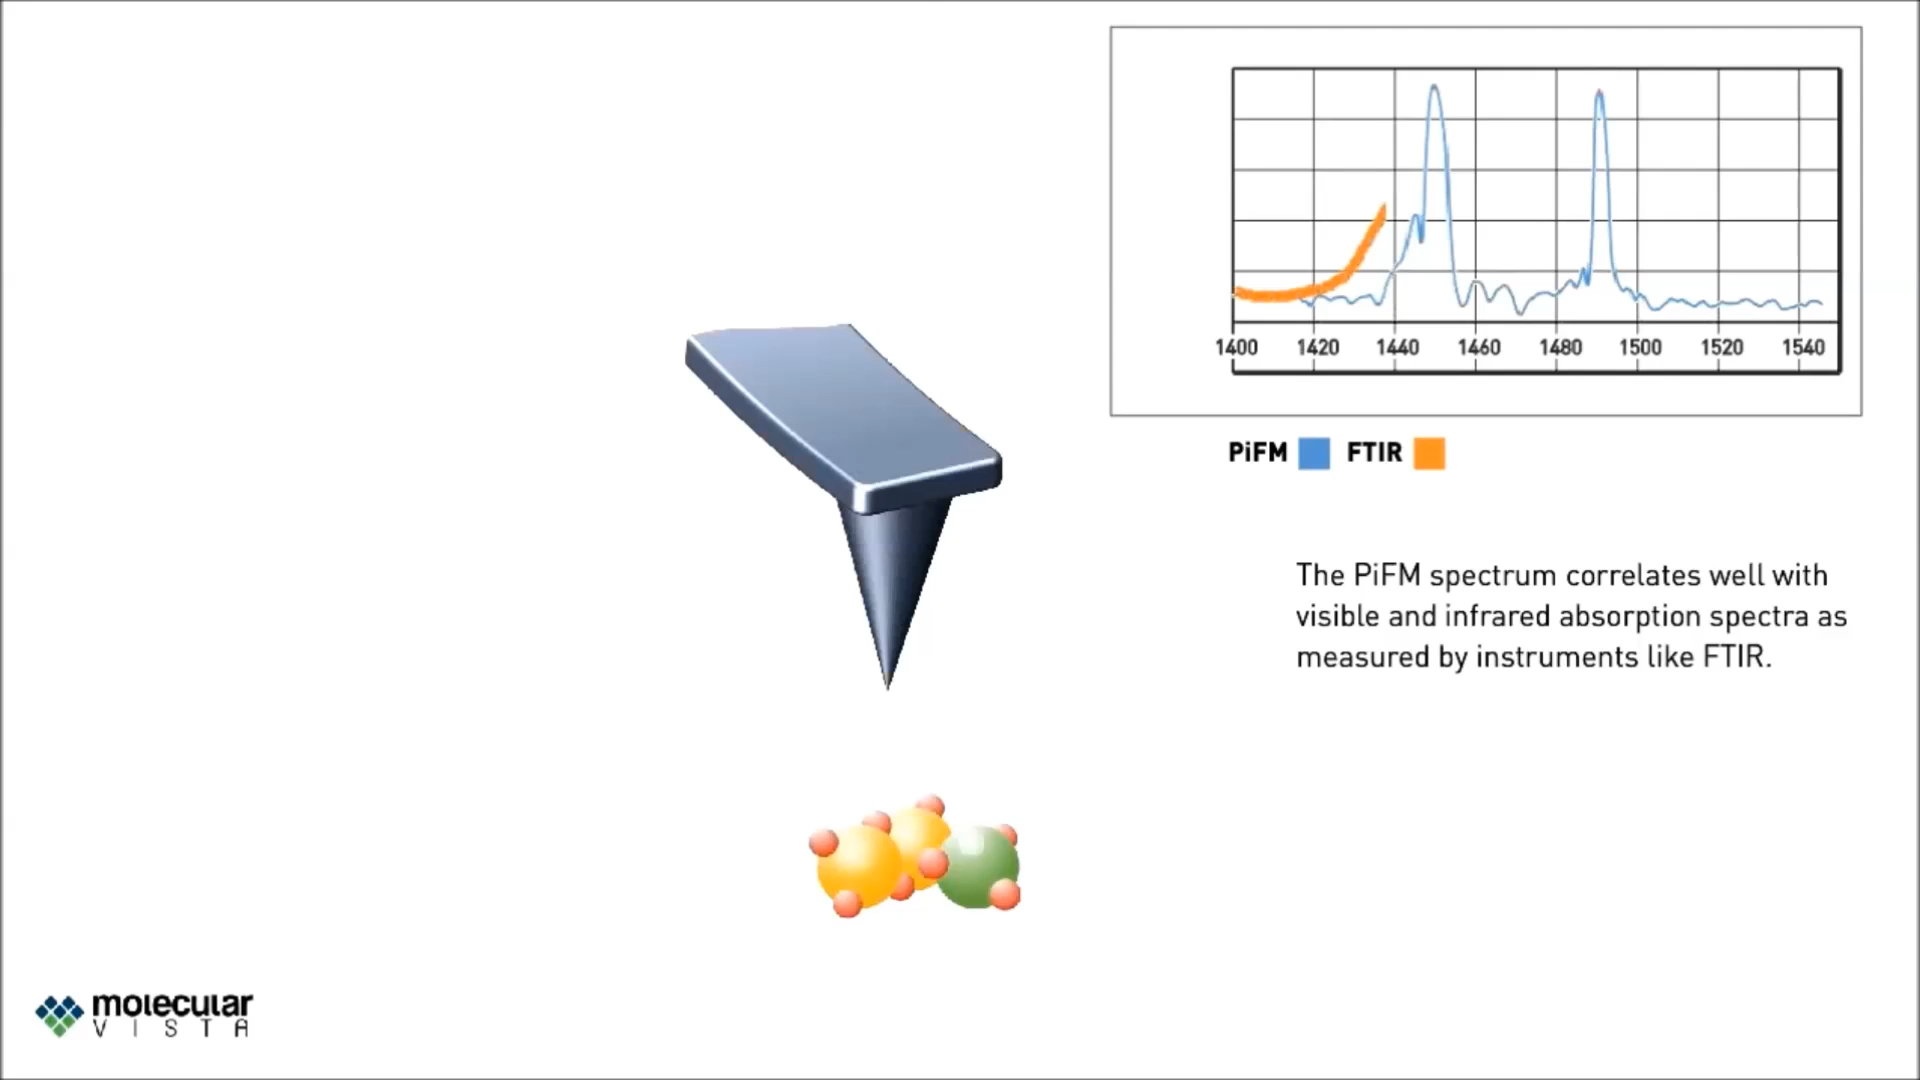 1400 1420 1440 1460 1480 1500 1520 1540
PiFM FTIR
The PiFM spectrum correlates well with
visible and infrared absorption spectra as
measured by instruments like FTIR.
molecular
VISTA